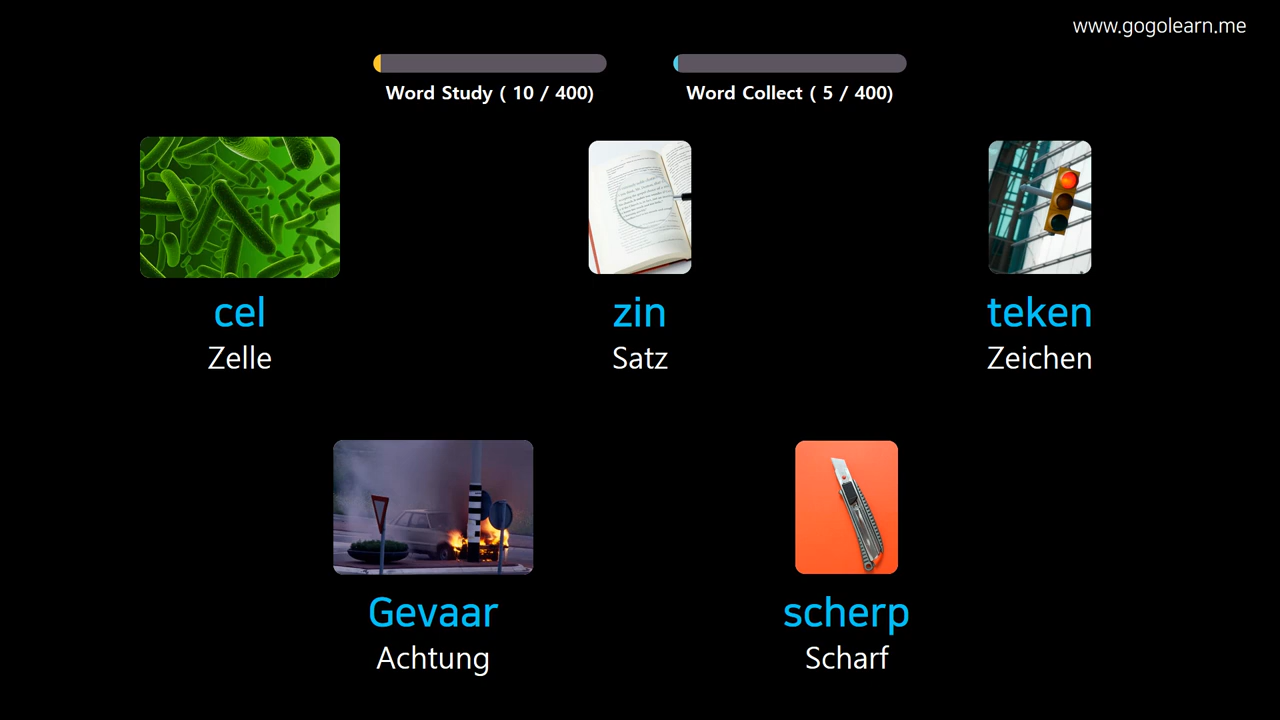 www.gogolearn.me
Word Study ( 10 / 400)
Word Collect ( 5 / 400)
cel
Zelle
zin
Satz
teken
Zeichen
Gevaar
Achtung
scherp
Scharf